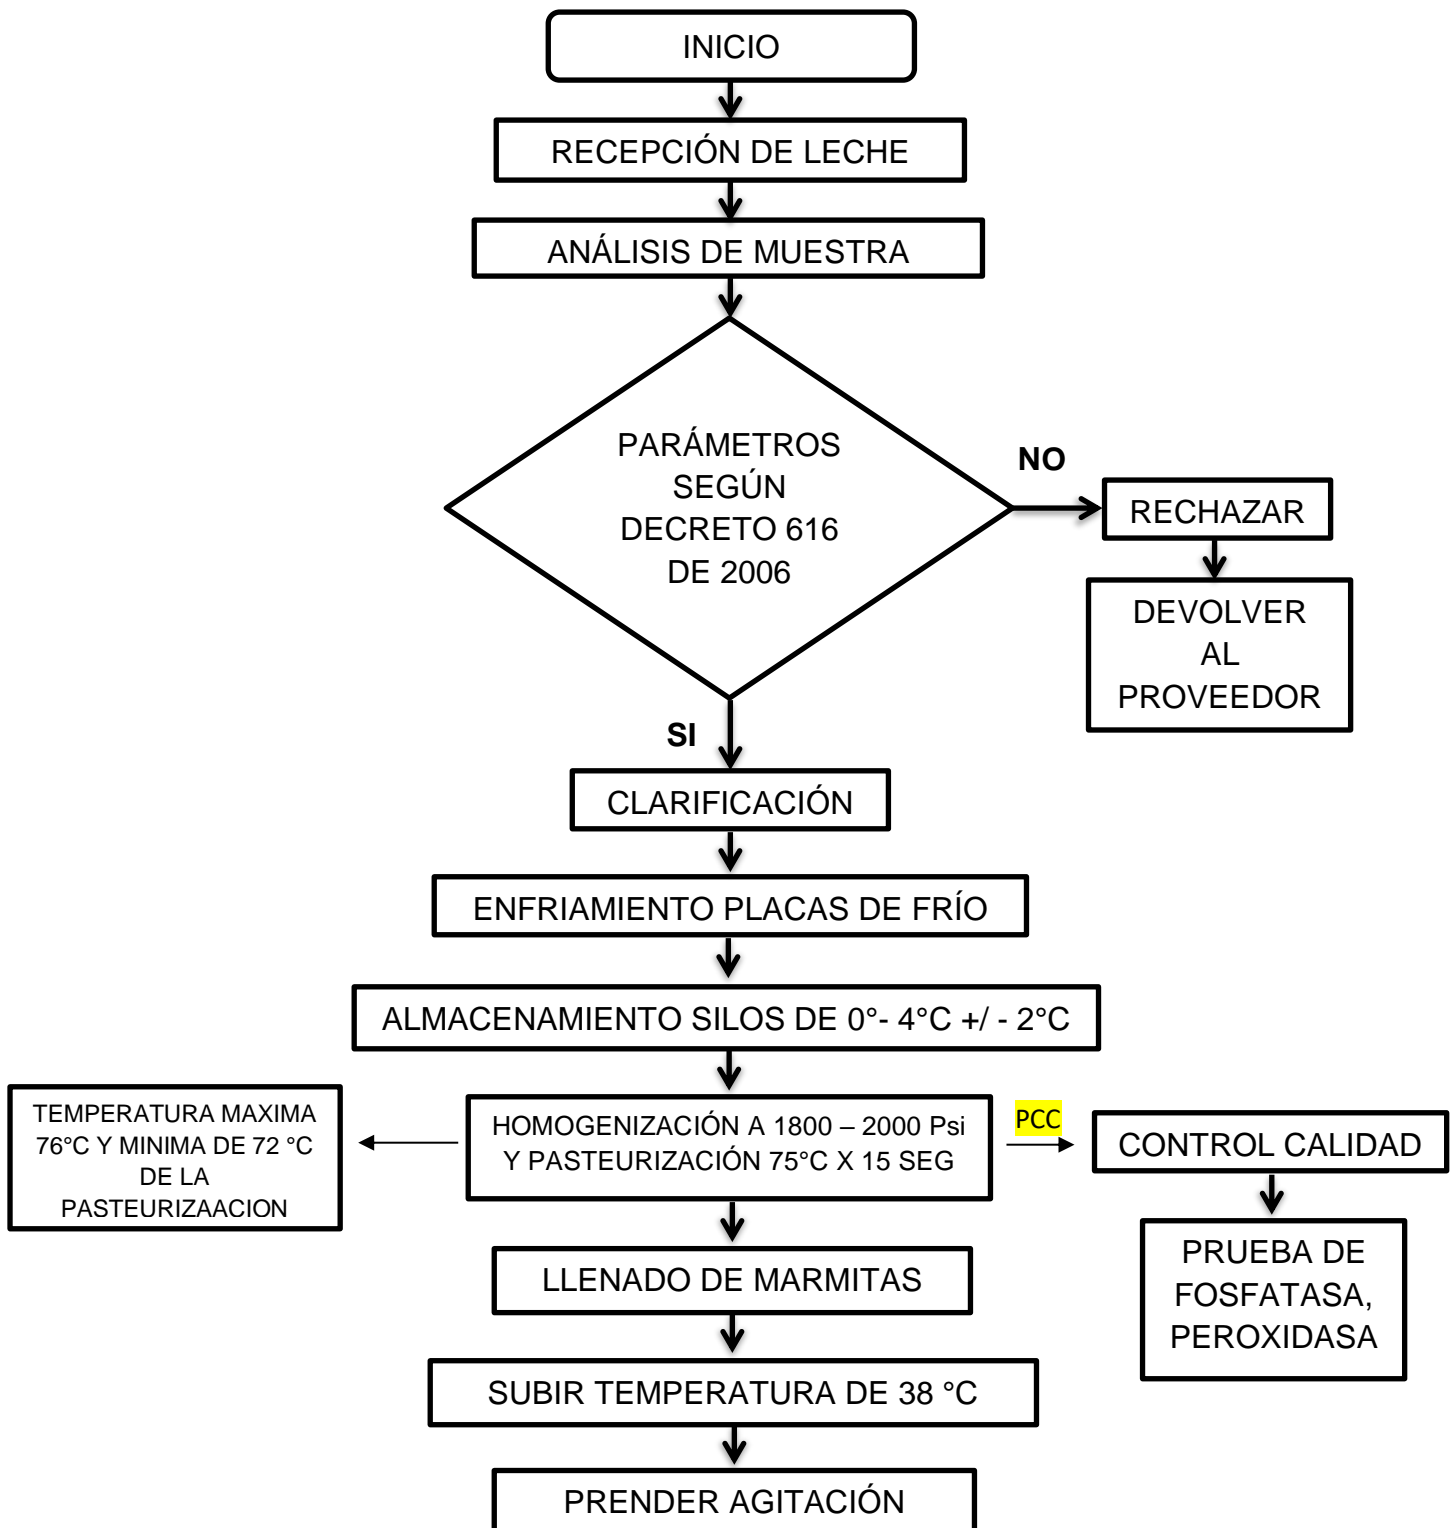 INICIO
RECEPCIÓN DE LECHE
ANÁLISIS DE MUESTRA
PARÁMETROS
SEGÚN
DECRETO 616
DE 2006
NO
RECHAZAR
DEVOLVER
AL
PROVEEDOR
SI
CLARIFICACIÓN
ENFRIAMIENTO PLACAS DE FRÍO
ALMACENAMIENTO SILOS DE 0°- 4°C +/ - 2°C
TEMPERATURA MAXIMA
76°C Y MINIMA DE 72 °C
DE LA
PASTEURIZAACION
HOMOGENIZACIÓN A 1800 – 2000 Psi
Y PASTEURIZACIÓN 75°C X 15 SEG
PCC
CONTROL CALIDAD
PRUEBA DE
FOSFATASA,
PEROXIDASA
LLENADO DE MARMITAS
SUBIR TEMPERATURA DE 38 °C
PRENDER AGITACIÓN